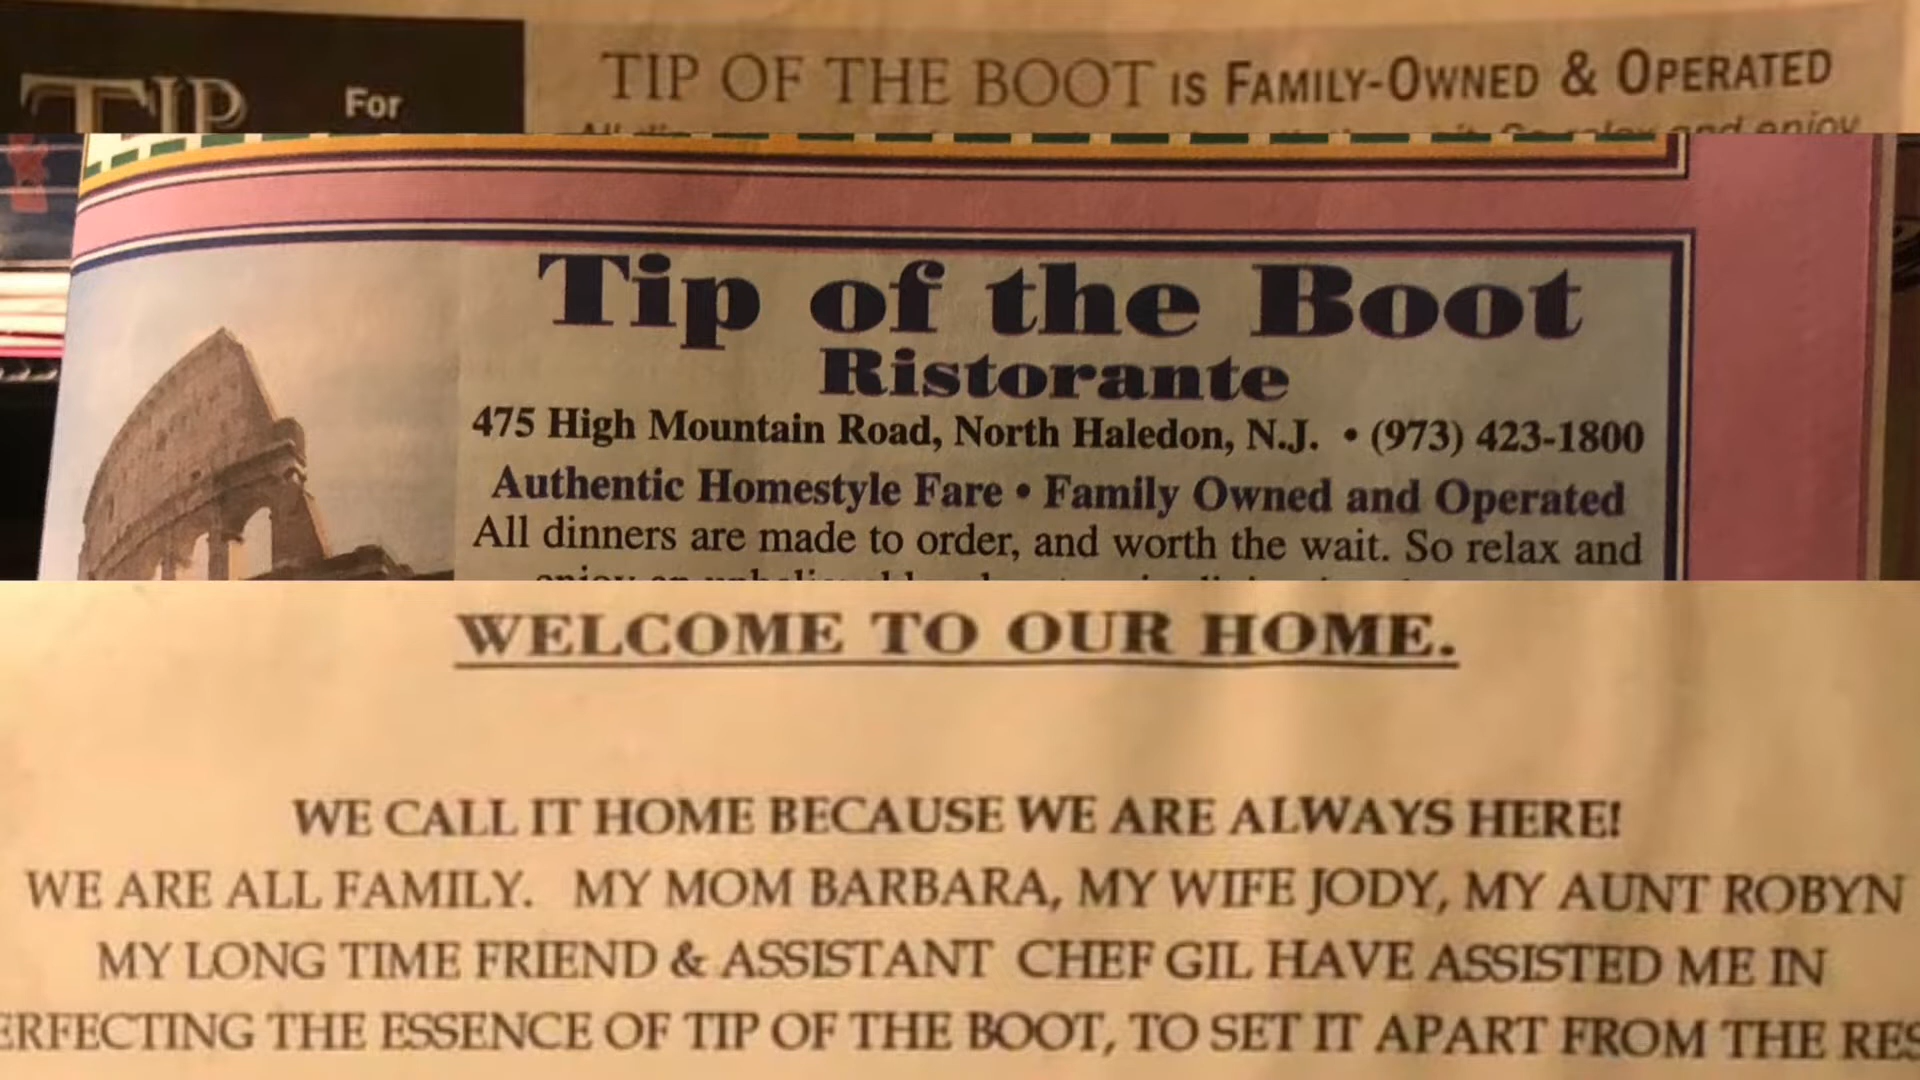 TIP For
TIP OF THE BOOT IS FAMILY-OWNED & OPERATED
and enjoy
Tip of the Boot
Ristorante
475 High Mountain Road, North Haledon, N.J. • (973) 423-1800
Authentic Homestyle Fare • Family Owned and Operated
All dinners are made to order, and worth the wait. So relax and
WELCOME TO OUR HOME.
WE CALL IT HOME BECAUSE WE ARE ALWAYS HERE!
WE ARE ALL FAMILY. MY MOM BARBARA, MY WIFE JODY, MY AUNT ROBYN
MY LONG TIME FRIEND & ASSISTANT CHEF GIL HAVE ASSISTED ME IN
ERFECTING THE ESSENCE OF TIP OF THE BOOT, TO SET IT APART FROM THE RES